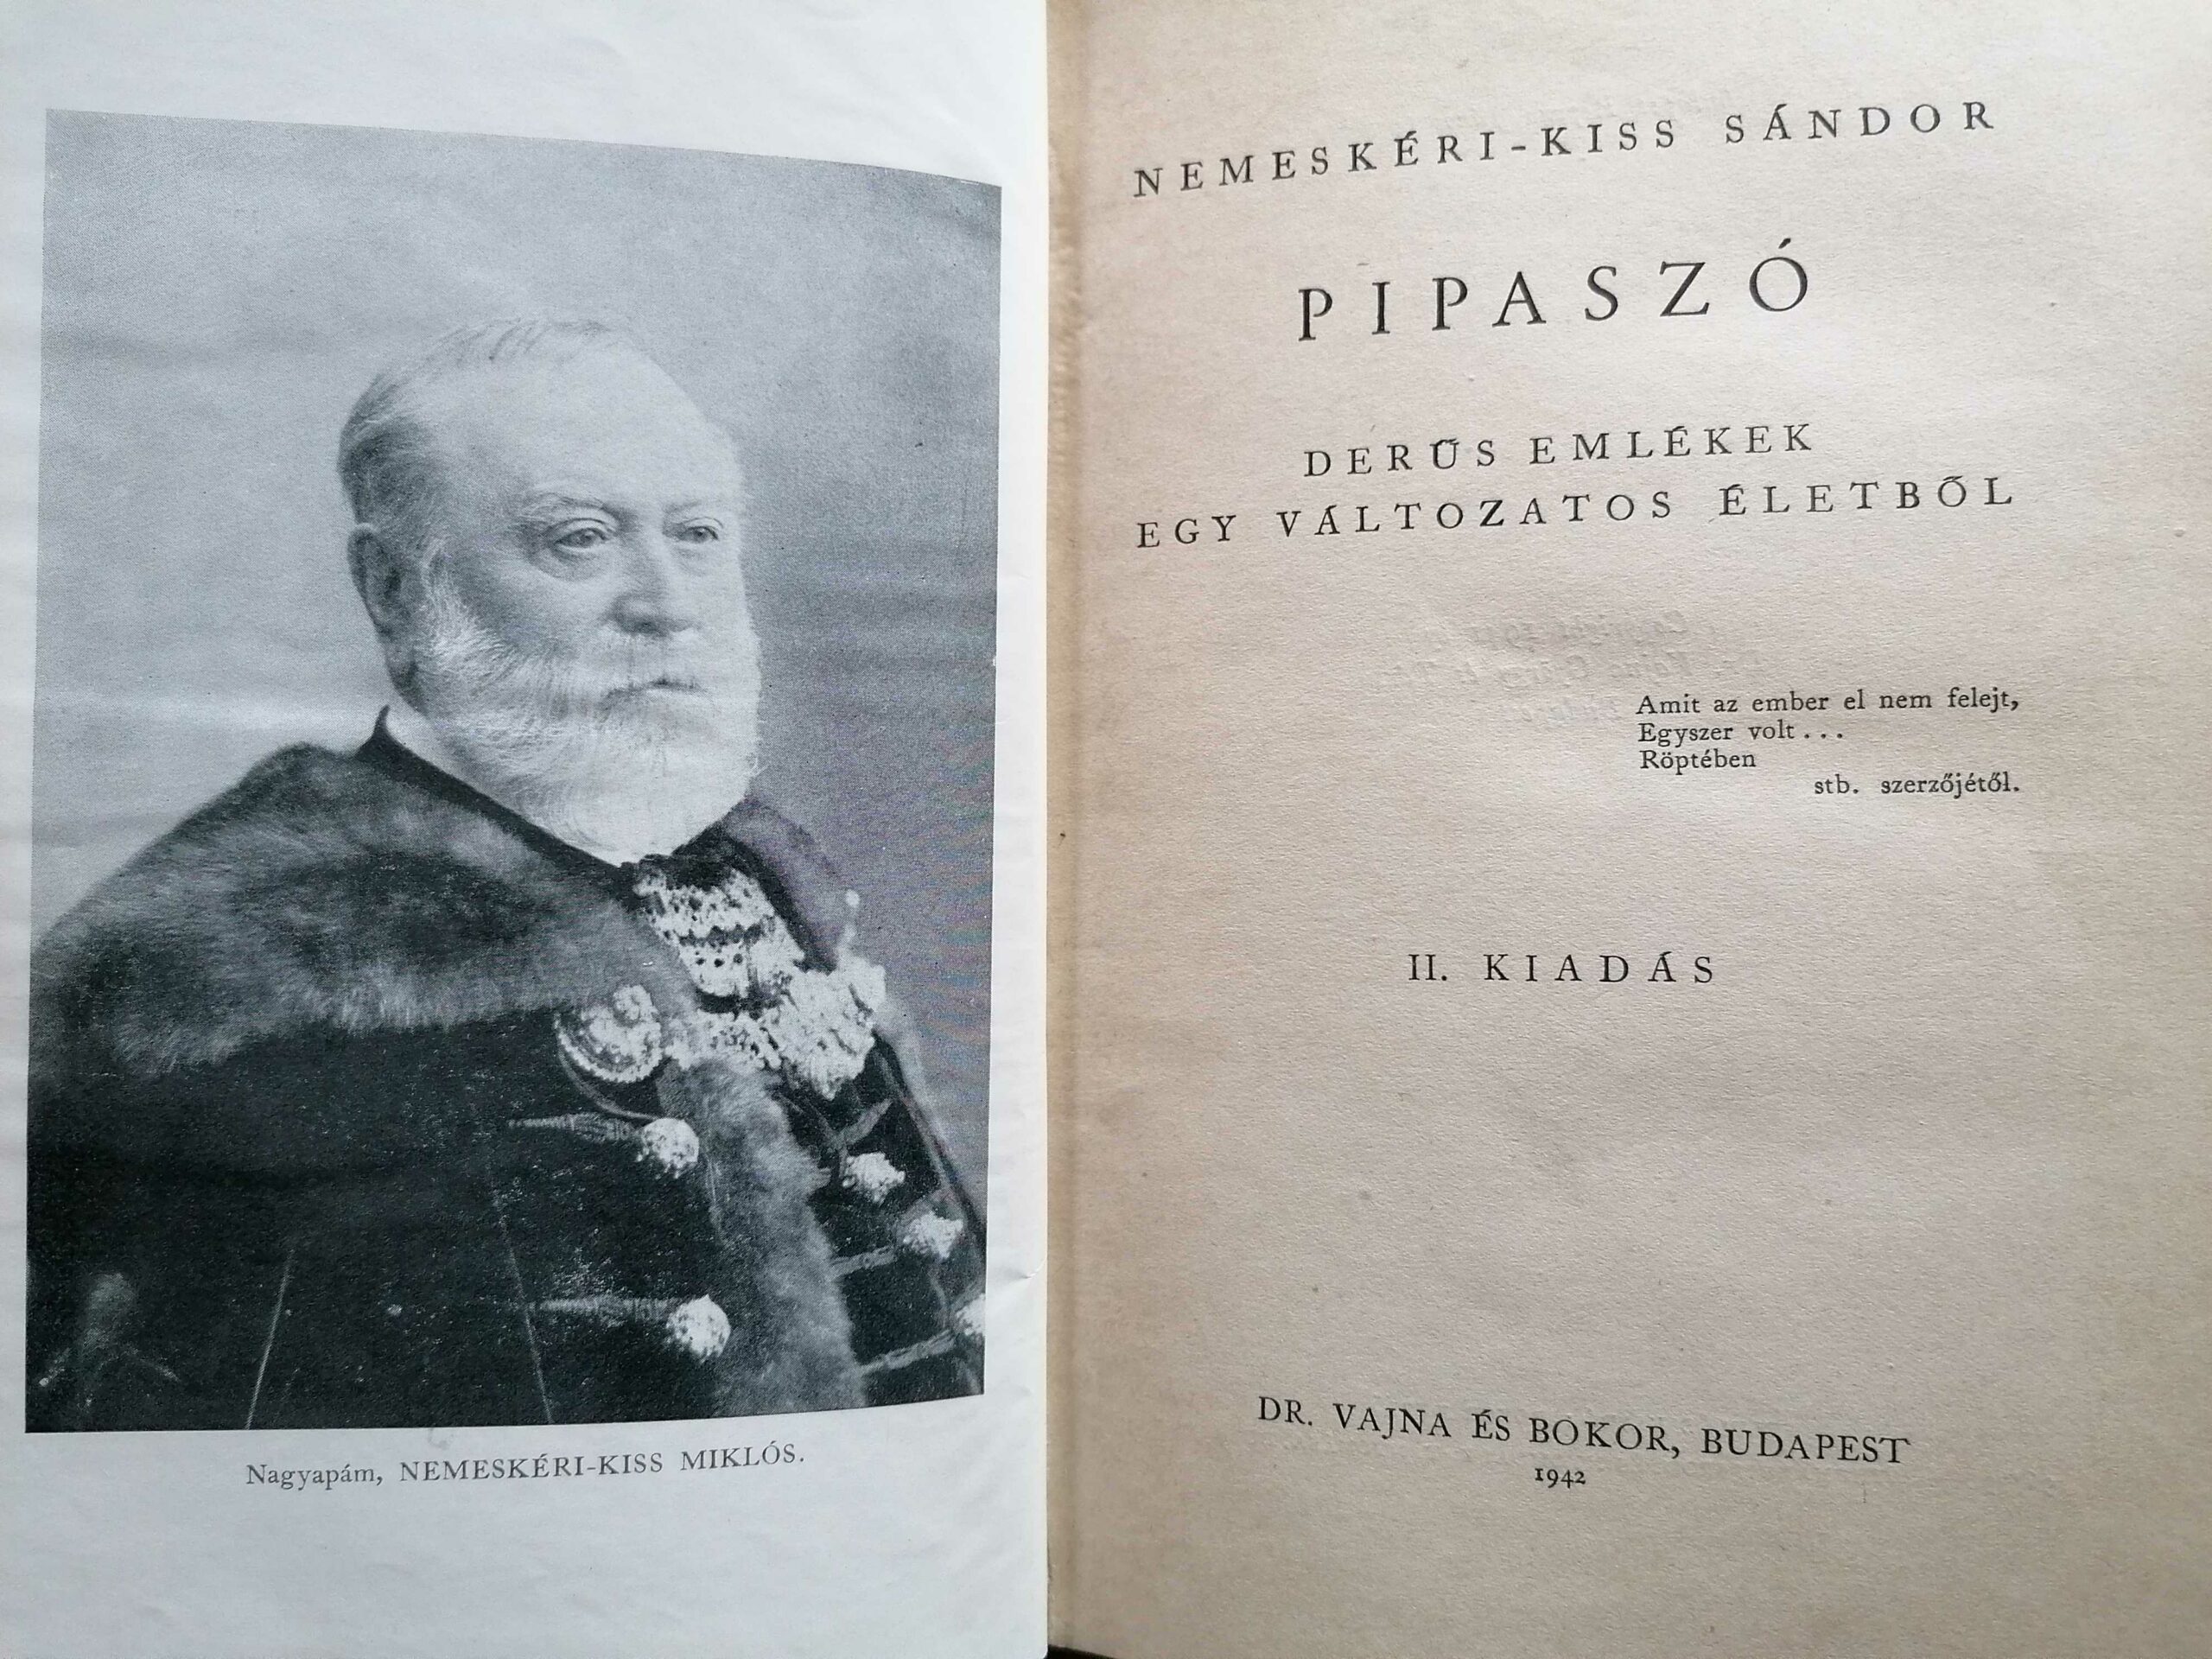 Nagyapám, NEMESKÉRI-KISS MIKLÓS.
NEMESKÉRI-KISS SÁNDOR
PIPASZÓ
DERŰS EMLÉKEK
EGY VÁLTOZATOS ÉLETBŐL
Amit az ember el nem felejt,
Egyszer volt...
Röptében
stb. szerzőjétől.
II. KIADÁS
DR. VAJNA ÉS BOKOR, BUDAPEST
1942